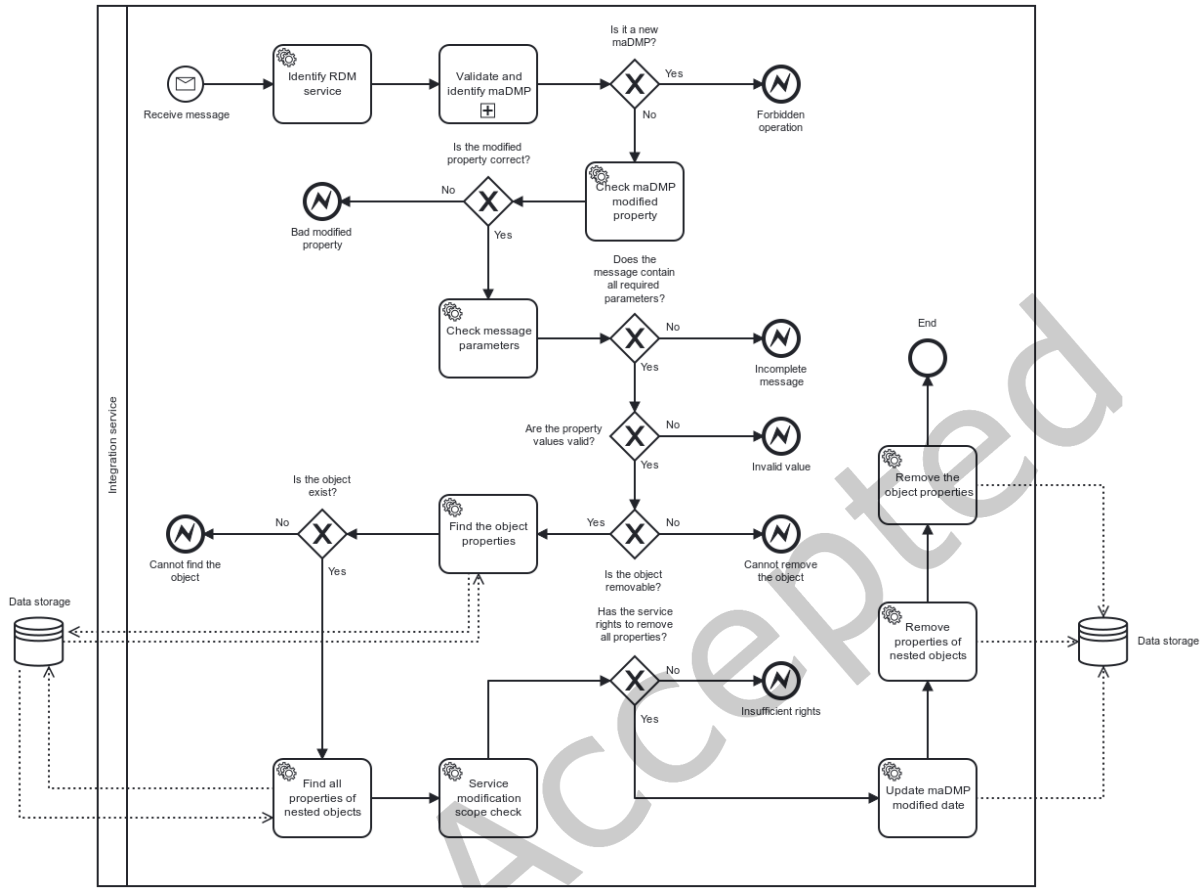 Is it a new
maDMP?
Identify RDM
service
Validate and
identify maDMP
Yes
Receive message
No
Forbidden
operation
Is the modified
property correct?
No
Check maDMP
modified
property
Bad modified
property
Yes
Does the
message contain
all required
parameters?
Check message
parameters
No
End
Yes
Incomplete
message
Integration service
Are the property
values valid?
No
Yes
Invalid value
Remove the
object properties
Is the object
exist?
No
Find the object
properties
Yes
No
Cannot find the
object
Yes
Is the object
removable?
Cannot remove
the object
Data storage
Has the service
rights to remove
all properties?
Remove
properties of
nested objects
Data storage
No
Yes
Insufficient rights
Find all
properties of
nested objects
Service
modification
scope check
Update maDMP
modified date
Accepted